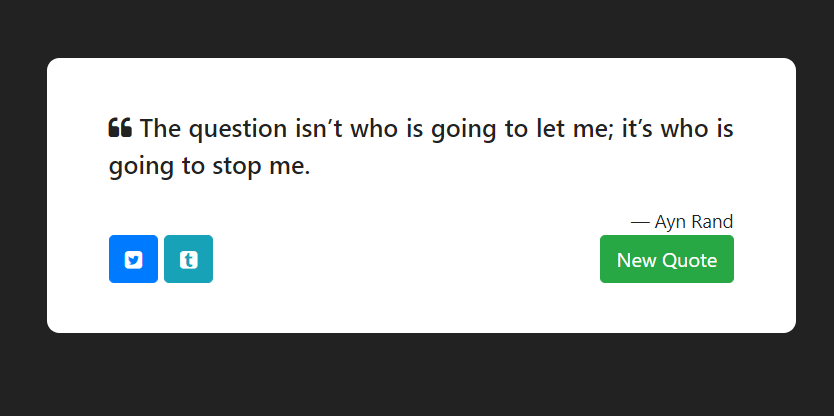 ❝ The question isn’t who is going to let me; it’s who is
going to stop me.
— Ayn Rand
New Quote